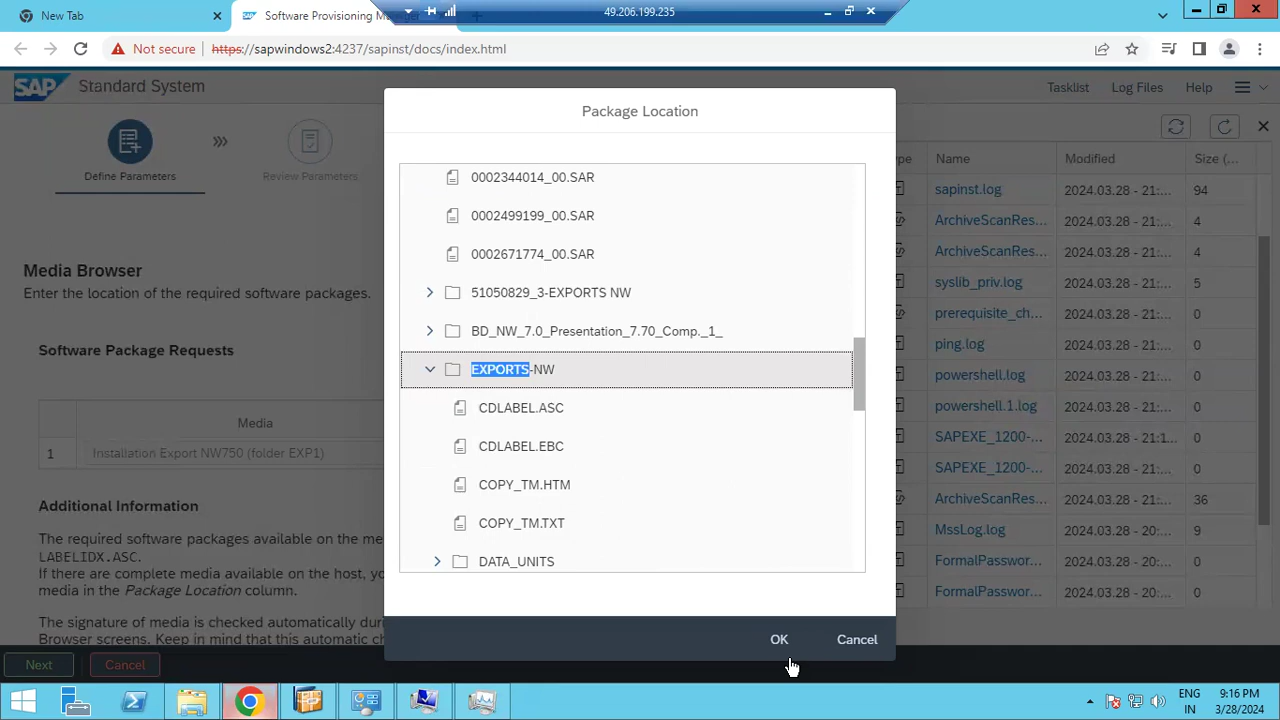 New Tab
Software Provisioning Manager
49.206.199.235
Not secure
https://sapwindows2:4237/sapinst/docs/index.html
SAP
Standard System
Tasklist
Log Files
Help
Define Parameters
Review Parameters
Media Browser
Enter the location of the required software packages.
Software Package Requests
Media
1
Installation Export NW750 (folder EXP1)
Additional Information
The required software packages available on the me
LABELIDX.ASC.
If there are complete media available on the host, yo
media in the Package Location column.
The signature of media is checked automatically duri
Browser screens. Keep in mind that this automatic ch
Next
Cancel
Package Location
0002344014_00.SAR
0002499199_00.SAR
0002671774_00.SAR
51050829_3-EXPORTS NW
BD_NW_7.0_Presentation_7.70_Comp._1_
EXPORTS-NW
CDLABEL.ASC
CDLABEL.EBC
COPY_TM.HTM
COPY_TM.TXT
DATA_UNITS
OK
Cancel
ype Name Modified Size (...
sapinst.log 2024.03.28 - 21:... 94
ArchiveScanRes... 2024.03.28 - 21:... 4
ArchiveScanRes... 2024.03.28 - 21:... 4
syslib_priv.log 2024.03.28 - 21:... 5
prerequisite_ch... 2024.03.28 - 21:... 0
ping.log 2024.03.28 - 21:... 0
powershell.log 2024.03.28 - 21:... 0
powershell.1.log 2024.03.28 - 21:... 0
SAPEXE_1200-... 2024.03.28 - 21:1... 0
SAPEXE_1200-... 2024.03.28 - 21:... 0
ArchiveScanRes... 2024.03.28 - 21:... 36
MssLog.log 2024.03.28 - 21:... 9
FormalPasswor... 2024.03.28 - 20:... 0
FormalPasswor... 2024.03.28 - 20:... 0
ENG
IN
9:16 PM
3/28/2024